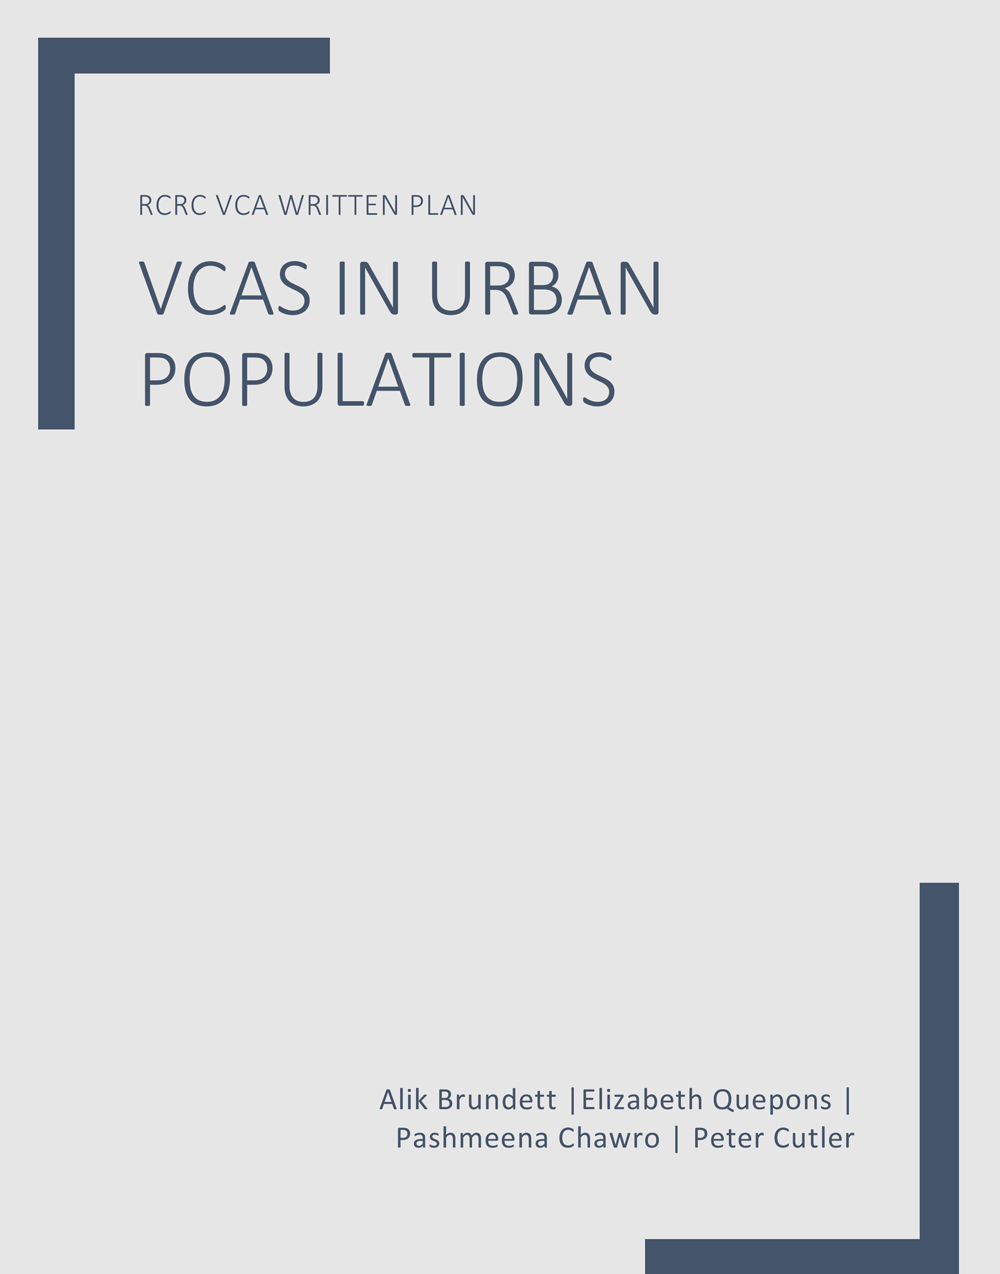 RCRC VCA WRITTEN PLAN
VCAS IN URBAN
POPULATIONS
Alik Brundett |Elizabeth Quepons |
Pashmeena Chawro | Peter Cutler